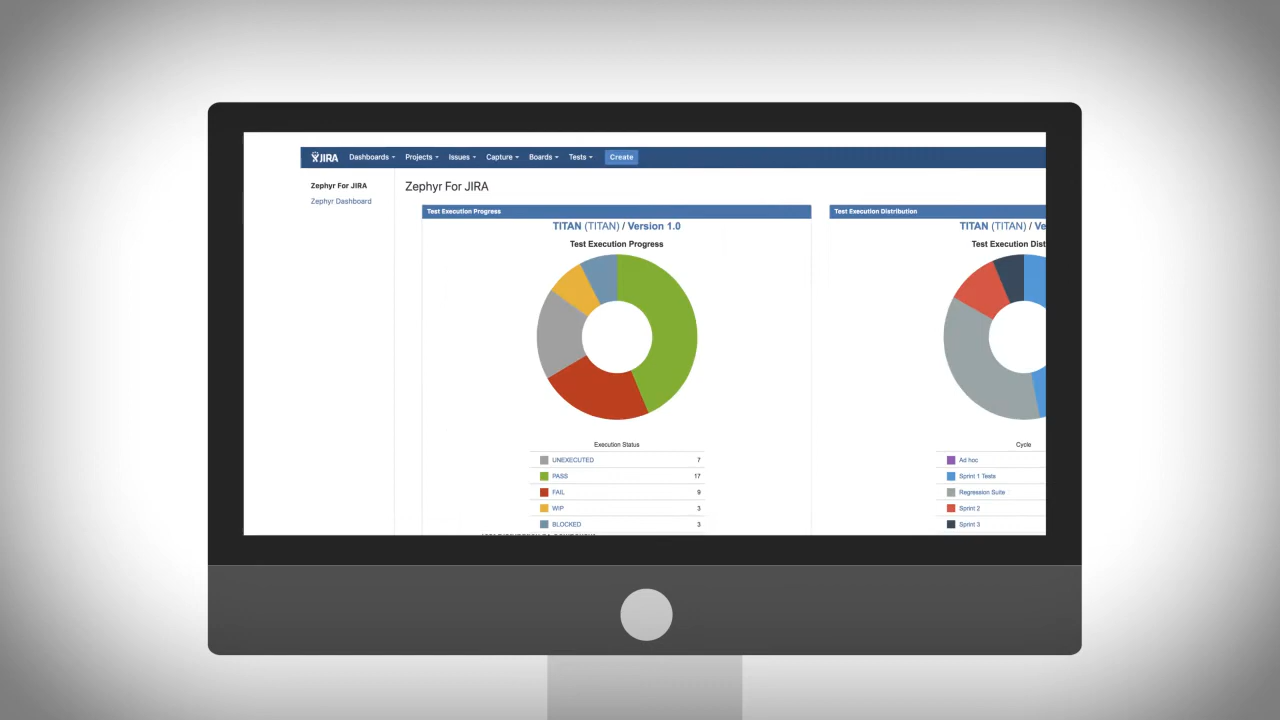 JIRA Dashboards Projects Issues Capture Boards Tests Create
Zephyr For JIRA
Zephyr Dashboard
Zephyr For JIRA
Test Execution Progress
TITAN (TITAN) / Version 1.0
Test Execution Progress
Execution Status
UNEXECUTED 7
PASS 17
FAIL 9
WIP 3
BLOCKED 3
Test Execution Distribution
TITAN (TITAN) / Ve
Test Execution Dist
Cycle
Ad hoc
Sprint 1 Tests
Regression Suite
Sprint 2
Sprint 3